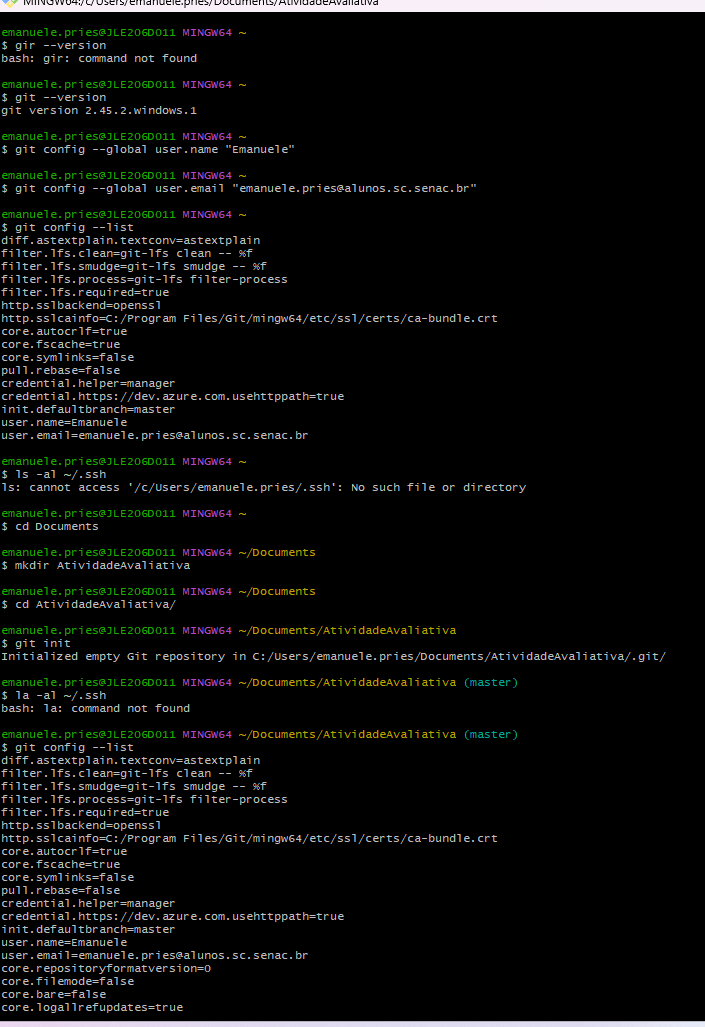 MINGW64:/c/Users/emanuele.pries/Documents/AtividadeAvaliativa
emanuele.pries@JLE206D011 MINGW64 ~
$ gir --version
bash: gir: command not found
emanuele.pries@JLE206D011 MINGW64 ~
$ git --version
git version 2.45.2.windows.1
emanuele.pries@JLE206D011 MINGW64 ~
$ git config --global user.name "Emanuele"
emanuele.pries@JLE206D011 MINGW64 ~
$ git config --global user.email "emanuele.pries@alunos.sc.senac.br"
emanuele.pries@JLE206D011 MINGW64 ~
$ git config --list
diff.astextplain.textconv=astextplain
filter.lfs.clean=git-lfs clean -- %f
filter.lfs.smudge=git-lfs smudge -- %f
filter.lfs.process=git-lfs filter-process
filter.lfs.required=true
http.sslbackend=openssl
http.sslcainfo=C:/Program Files/Git/mingw64/etc/ssl/certs/ca-bundle.crt
core.autocrlf=true
core.fscache=true
core.symlinks=false
pull.rebase=false
credential.helper=manager
credential.https://dev.azure.com.usehttppath=true
init.defaultbranch=master
user.name=Emanuele
user.email=emanuele.pries@alunos.sc.senac.br
emanuele.pries@JLE206D011 MINGW64 ~
$ ls -al ~/.ssh
ls: cannot access '/c/Users/emanuele.pries/.ssh': No such file or directory
emanuele.pries@JLE206D011 MINGW64 ~
$ cd Documents
emanuele.pries@JLE206D011 MINGW64 ~/Documents
$ mkdir AtividadeAvaliativa
emanuele.pries@JLE206D011 MINGW64 ~/Documents
$ cd AtividadeAvaliativa/
emanuele.pries@JLE206D011 MINGW64 ~/Documents/AtividadeAvaliativa
$ git init
Initialized empty Git repository in C:/Users/emanuele.pries/Documents/AtividadeAvaliativa/.git/
emanuele.pries@JLE206D011 MINGW64 ~/Documents/AtividadeAvaliativa (master)
$ la -al ~/.ssh
bash: la: command not found
emanuele.pries@JLE206D011 MINGW64 ~/Documents/AtividadeAvaliativa (master)
$ git config --list
diff.astextplain.textconv=astextplain
filter.lfs.clean=git-lfs clean -- %f
filter.lfs.smudge=git-lfs smudge -- %f
filter.lfs.process=git-lfs filter-process
filter.lfs.required=true
http.sslbackend=openssl
http.sslcainfo=C:/Program Files/Git/mingw64/etc/ssl/certs/ca-bundle.crt
core.autocrlf=true
core.fscache=true
core.symlinks=false
pull.rebase=false
credential.helper=manager
credential.https://dev.azure.com.usehttppath=true
init.defaultbranch=master
user.name=Emanuele
user.email=emanuele.pries@alunos.sc.senac.br
core.repositoryformatversion=0
core.filemode=false
core.bare=false
core.logallrefupdates=true